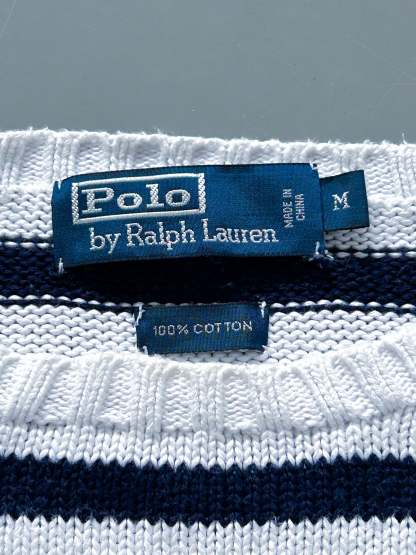 Polo
by Ralph Lauren
MADE IN
CHINA
M
100% COTTON